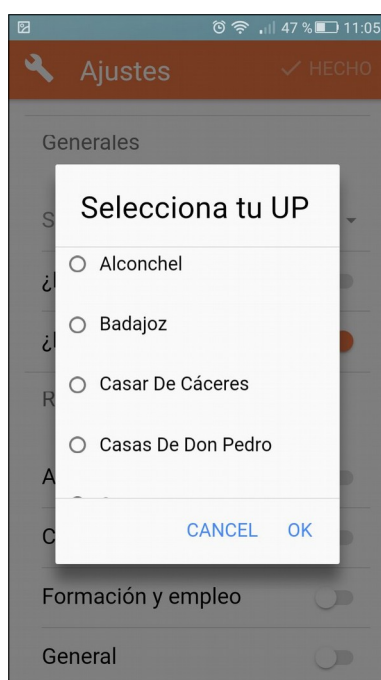 47 % 11:05
Ajustes ✓ HECHO
Generales
Selecciona tu UP
S
¿
Alconchel
Badajoz
¿
Casar De Cáceres
R
Casas De Don Pedro
A
CANCEL OK
C
Formación y empleo
General